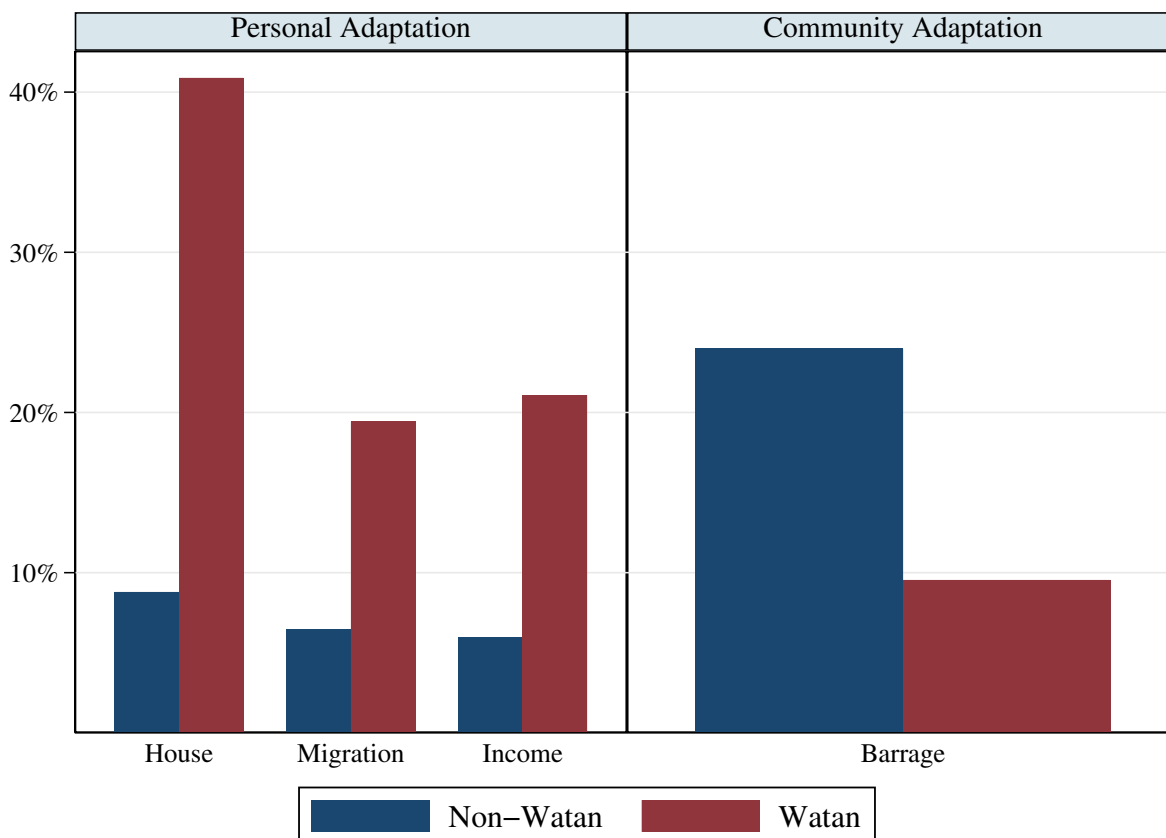 Personal Adaptation
Community Adaptation
40%
30%
20%
10%
House
Migration
Income
Barrage
Non−Watan
Watan